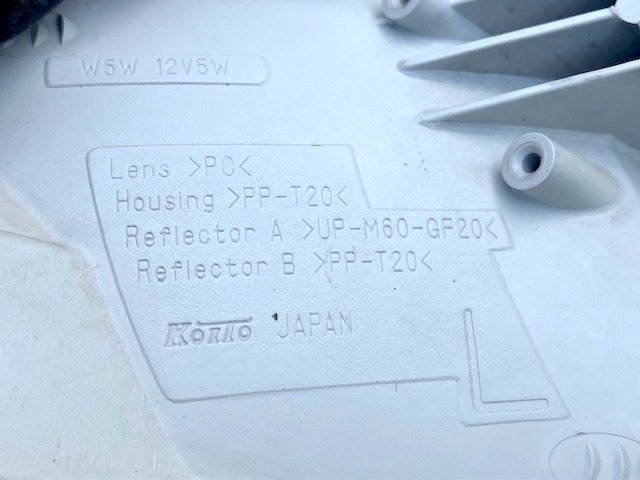 W5W 12V5W
Lens >PC<
Housing >PP-T20<
Reflector A >UP-M60-GF20<
Reflector B >PP-T20<
KOITO JAPAN
L